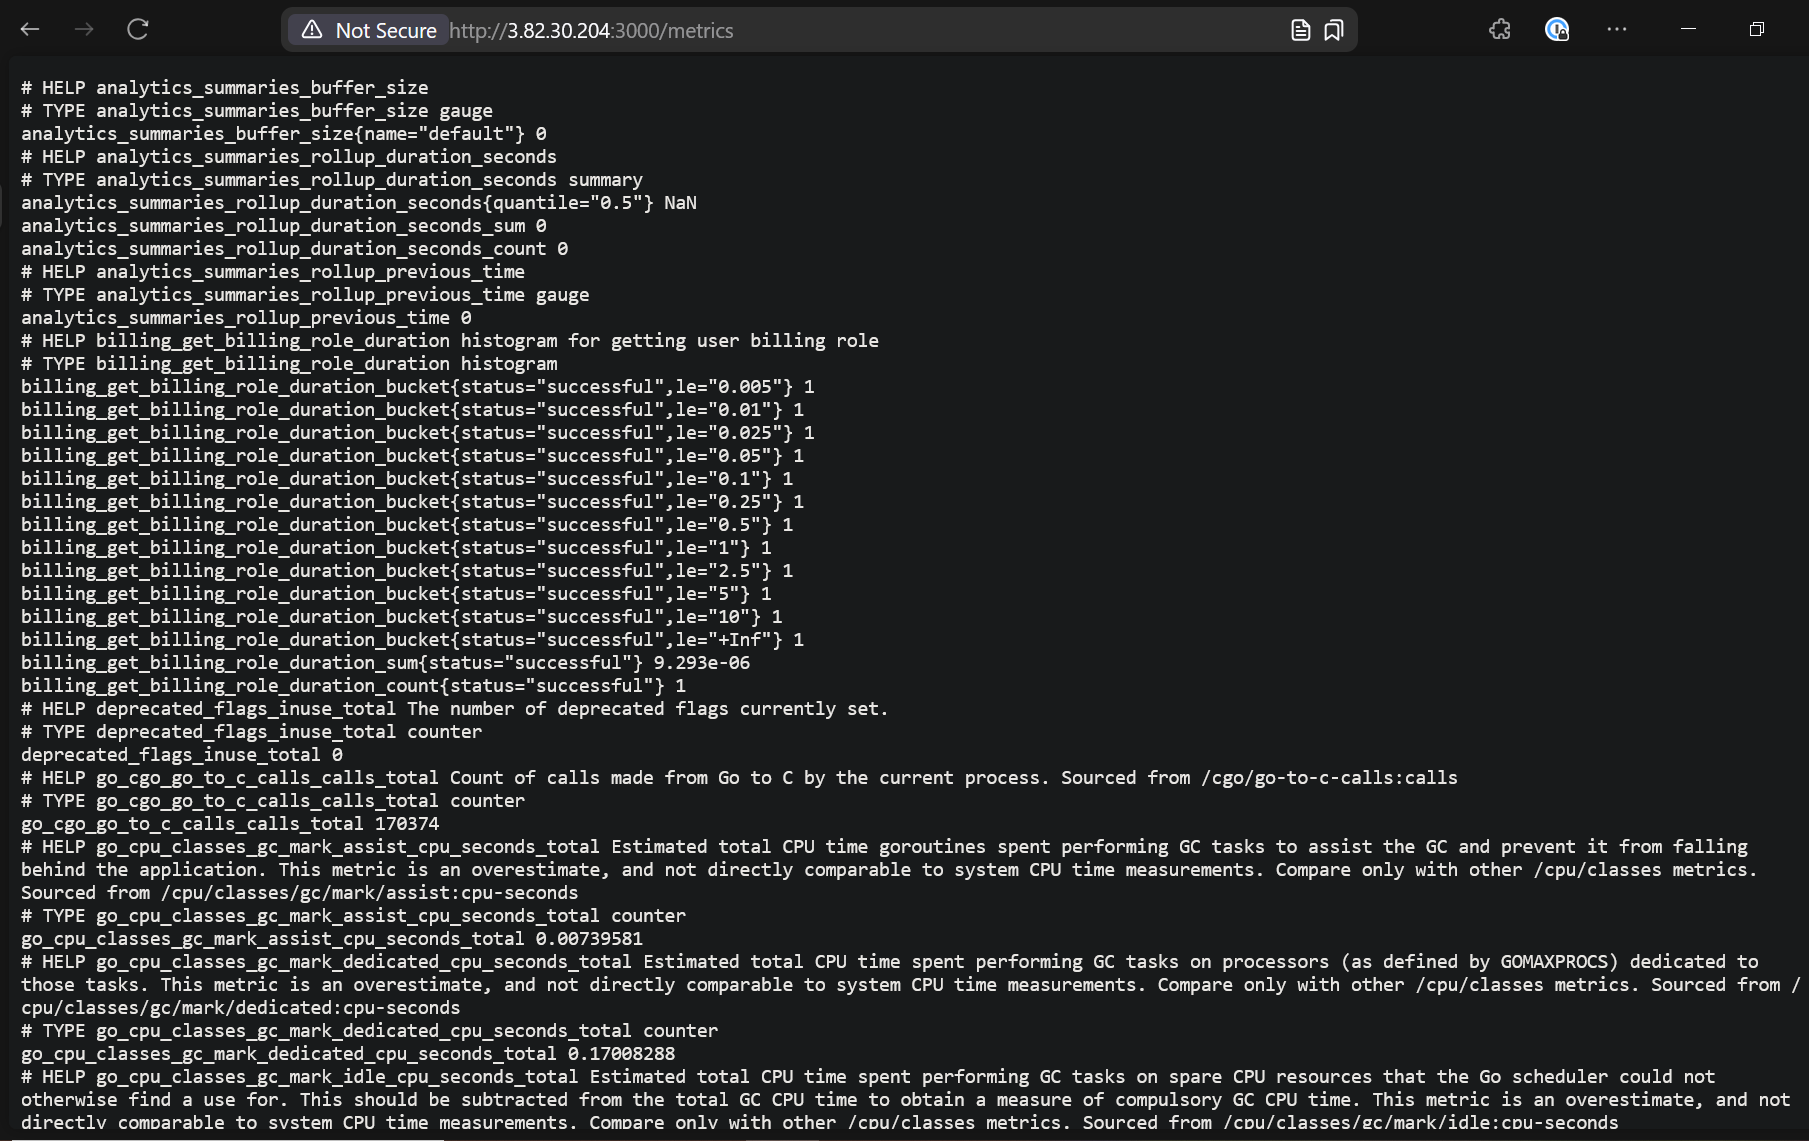 Not Secure http://3.82.30.204:3000/metrics
# HELP analytics_summaries_buffer_size
# TYPE analytics_summaries_buffer_size gauge
analytics_summaries_buffer_size{name="default"} 0
# HELP analytics_summaries_rollup_duration_seconds
# TYPE analytics_summaries_rollup_duration_seconds summary
analytics_summaries_rollup_duration_seconds{quantile="0.5"} NaN
analytics_summaries_rollup_duration_seconds_sum 0
analytics_summaries_rollup_duration_seconds_count 0
# HELP analytics_summaries_rollup_previous_time
# TYPE analytics_summaries_rollup_previous_time gauge
analytics_summaries_rollup_previous_time 0
# HELP billing_get_billing_role_duration histogram for getting user billing role
# TYPE billing_get_billing_role_duration histogram
billing_get_billing_role_duration_bucket{status="successful",le="0.005"} 1
billing_get_billing_role_duration_bucket{status="successful",le="0.01"} 1
billing_get_billing_role_duration_bucket{status="successful",le="0.025"} 1
billing_get_billing_role_duration_bucket{status="successful",le="0.05"} 1
billing_get_billing_role_duration_bucket{status="successful",le="0.1"} 1
billing_get_billing_role_duration_bucket{status="successful",le="0.25"} 1
billing_get_billing_role_duration_bucket{status="successful",le="0.5"} 1
billing_get_billing_role_duration_bucket{status="successful",le="1"} 1
billing_get_billing_role_duration_bucket{status="successful",le="2.5"} 1
billing_get_billing_role_duration_bucket{status="successful",le="5"} 1
billing_get_billing_role_duration_bucket{status="successful",le="10"} 1
billing_get_billing_role_duration_bucket{status="successful",le="+Inf"} 1
billing_get_billing_role_duration_sum{status="successful"} 9.293e-06
billing_get_billing_role_duration_count{status="successful"} 1
# HELP deprecated_flags_inuse_total The number of deprecated flags currently set.
# TYPE deprecated_flags_inuse_total counter
deprecated_flags_inuse_total 0
# HELP go_cgo_go_to_c_calls_calls_total Count of calls made from Go to C by the current process. Sourced from /cgo/go-to-c-calls:calls
# TYPE go_cgo_go_to_c_calls_calls_total counter
go_cgo_go_to_c_calls_calls_total 170374
# HELP go_cpu_classes_gc_mark_assist_cpu_seconds_total Estimated total CPU time goroutines spent performing GC tasks to assist the GC and prevent it from falling
behind the application. This metric is an overestimate, and not directly comparable to system CPU time measurements. Compare only with other /cpu/classes metrics.
Sourced from /cpu/classes/gc/mark/assist:cpu-seconds
# TYPE go_cpu_classes_gc_mark_assist_cpu_seconds_total counter
go_cpu_classes_gc_mark_assist_cpu_seconds_total 0.00739581
# HELP go_cpu_classes_gc_mark_dedicated_cpu_seconds_total Estimated total CPU time spent performing GC tasks on processors (as defined by GOMAXPROCS) dedicated to
those tasks. This metric is an overestimate, and not directly comparable to system CPU time measurements. Compare only with other /cpu/classes metrics. Sourced from /
cpu/classes/gc/mark/dedicated:cpu-seconds
# TYPE go_cpu_classes_gc_mark_dedicated_cpu_seconds_total counter
go_cpu_classes_gc_mark_dedicated_cpu_seconds_total 0.17008288
# HELP go_cpu_classes_gc_mark_idle_cpu_seconds_total Estimated total CPU time spent performing GC tasks on spare CPU resources that the Go scheduler could not
otherwise find a use for. This should be subtracted from the total GC CPU time to obtain a measure of compulsory GC CPU time. This metric is an overestimate, and not
directly comparable to system CPU time measurements. Compare only with other /cpu/classes metrics. Sourced from /cpu/classes/gc/mark/idle:cpu-seconds